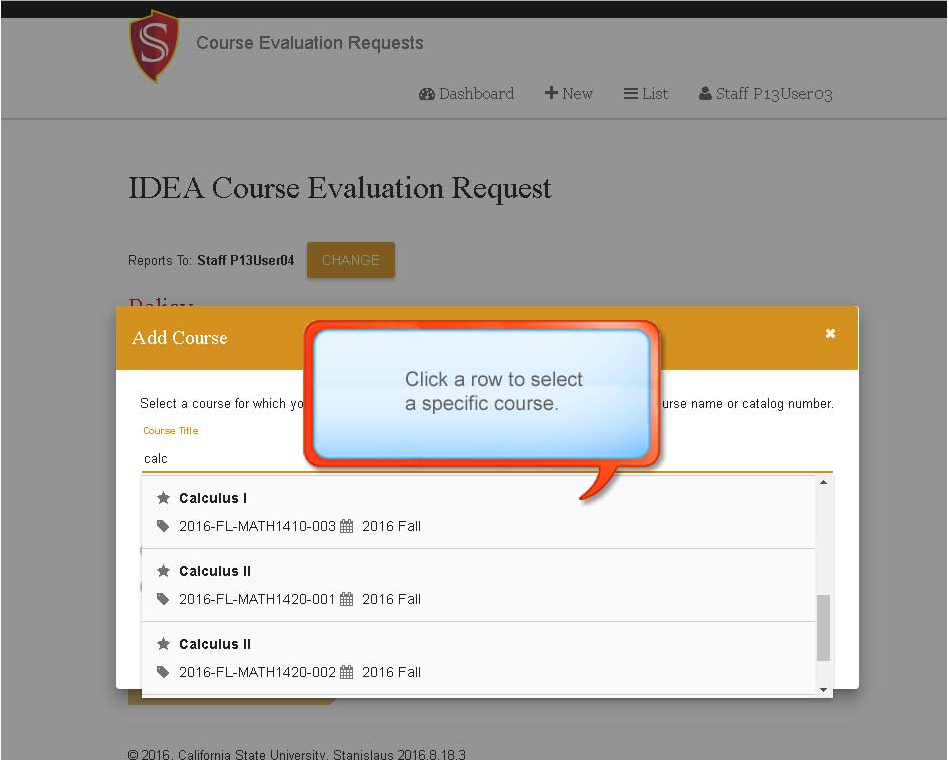 S
Course Evaluation Requests
Dashboard New List Staff P13User03
IDEA Course Evaluation Request
Reports To: Staff P13User04 CHANGE
Policy
Add Course
Click a row to select
a specific course.
Select a course for which yo urse name or catalog number.
Course Title
calc
Calculus I
2016-FL-MATH1410-003 2016 Fall
Calculus II
2016-FL-MATH1420-001 2016 Fall
Calculus II
2016-FL-MATH1420-002 2016 Fall
© 2016, California State University, Stanislaus 2016.8.18.3